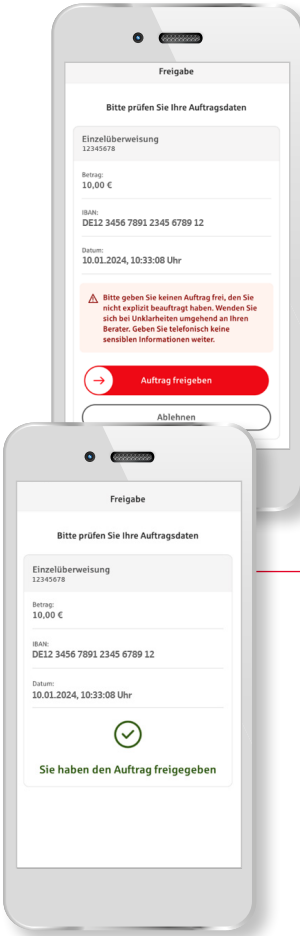 Freigabe
Bitte prüfen Sie Ihre Auftragsdaten
Einzelüberweisung
12345678
Betrag:
10,00 €
IBAN:
DE12 3456 7891 2345 6789 12
Datum:
10.01.2024, 10:33:08 Uhr
Bitte geben Sie keinen Auftrag frei, den Sie
nicht explizit beauftragt haben. Wenden Sie
sich bei Unklarheiten umgehend an Ihren
Berater. Geben Sie telefonisch keine
sensiblen Informationen weiter.
Auftrag freigeben
Ablehnen
Freigabe
Bitte prüfen Sie Ihre Auftragsdaten
Einzelüberweisung
12345678
Betrag:
10,00 €
IBAN:
DE12 3456 7891 2345 6789 12
Datum:
10.01.2024, 10:33:08 Uhr
Sie haben den Auftrag freigegeben